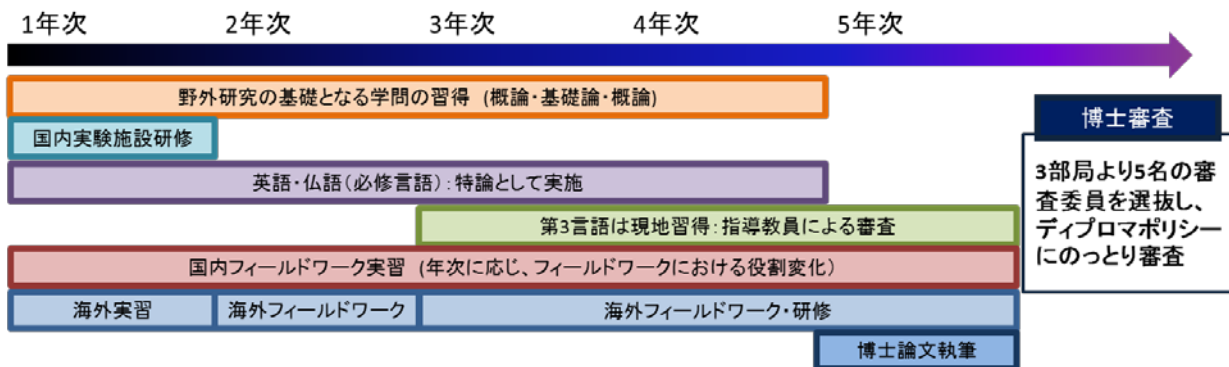 1年次 2年次 3年次 4年次 5年次
野外研究の基礎となる学問の習得 (概論・基礎論・概論)
国内実験施設研修
英語・仏語(必修言語):特論として実施
第3言語は現地習得:指導教員による審査
国内フィールドワーク実習 (年次に応じ、フィールドワークにおける役割変化)
海外実習 海外フィールドワーク 海外フィールドワーク・研修
博士論文執筆
博士審査
3部局より5名の審
査委員を選抜し、
ディプロマポリシー
にのっとり審査